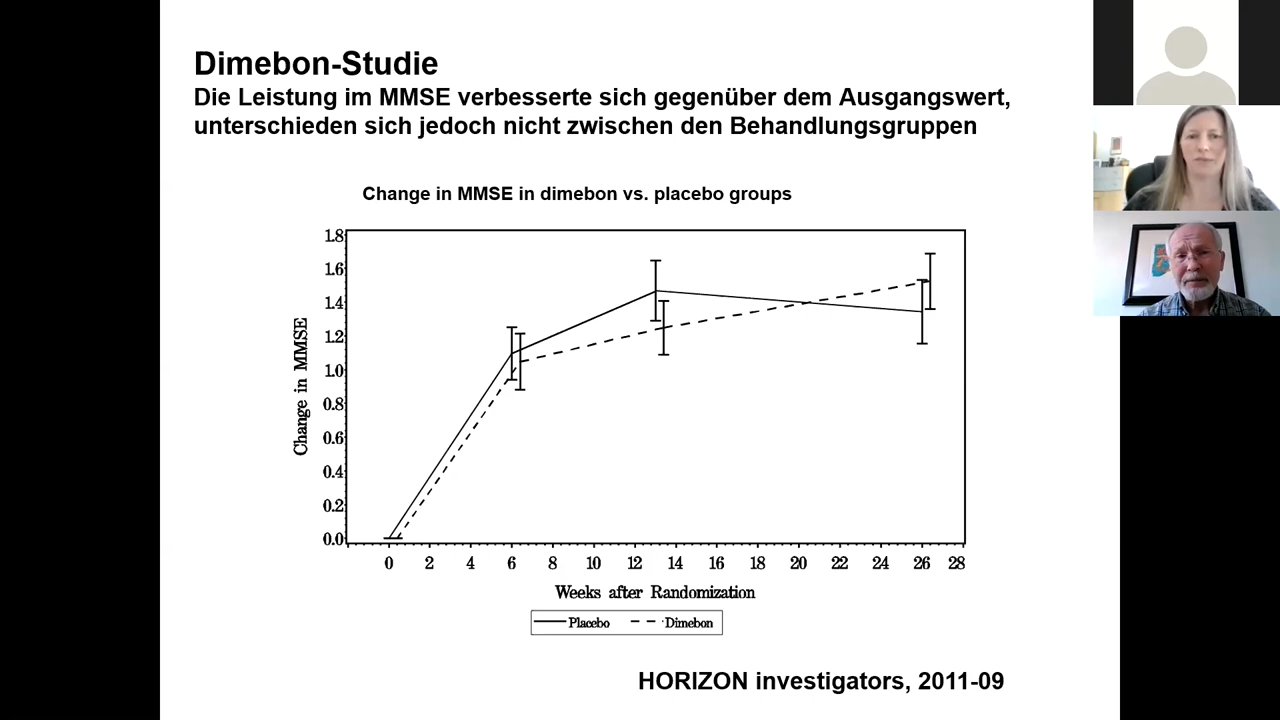 Dimebon-Studie
Die Leistung im MMSE verbesserte sich gegenüber dem Ausgangswert,
unterschieden sich jedoch nicht zwischen den Behandlungsgruppen
Change in MMSE in dimebon vs. placebo groups
Change in MMSE
1.8
1.6
1.4
1.2
1.0
0.8
0.6
0.4
0.2
0.0
0 2 4 6 8 10 12 14 16 18 20 22 24 26 28
Weeks after Randomization
Placebo Dimebon
HORIZON investigators, 2011-09